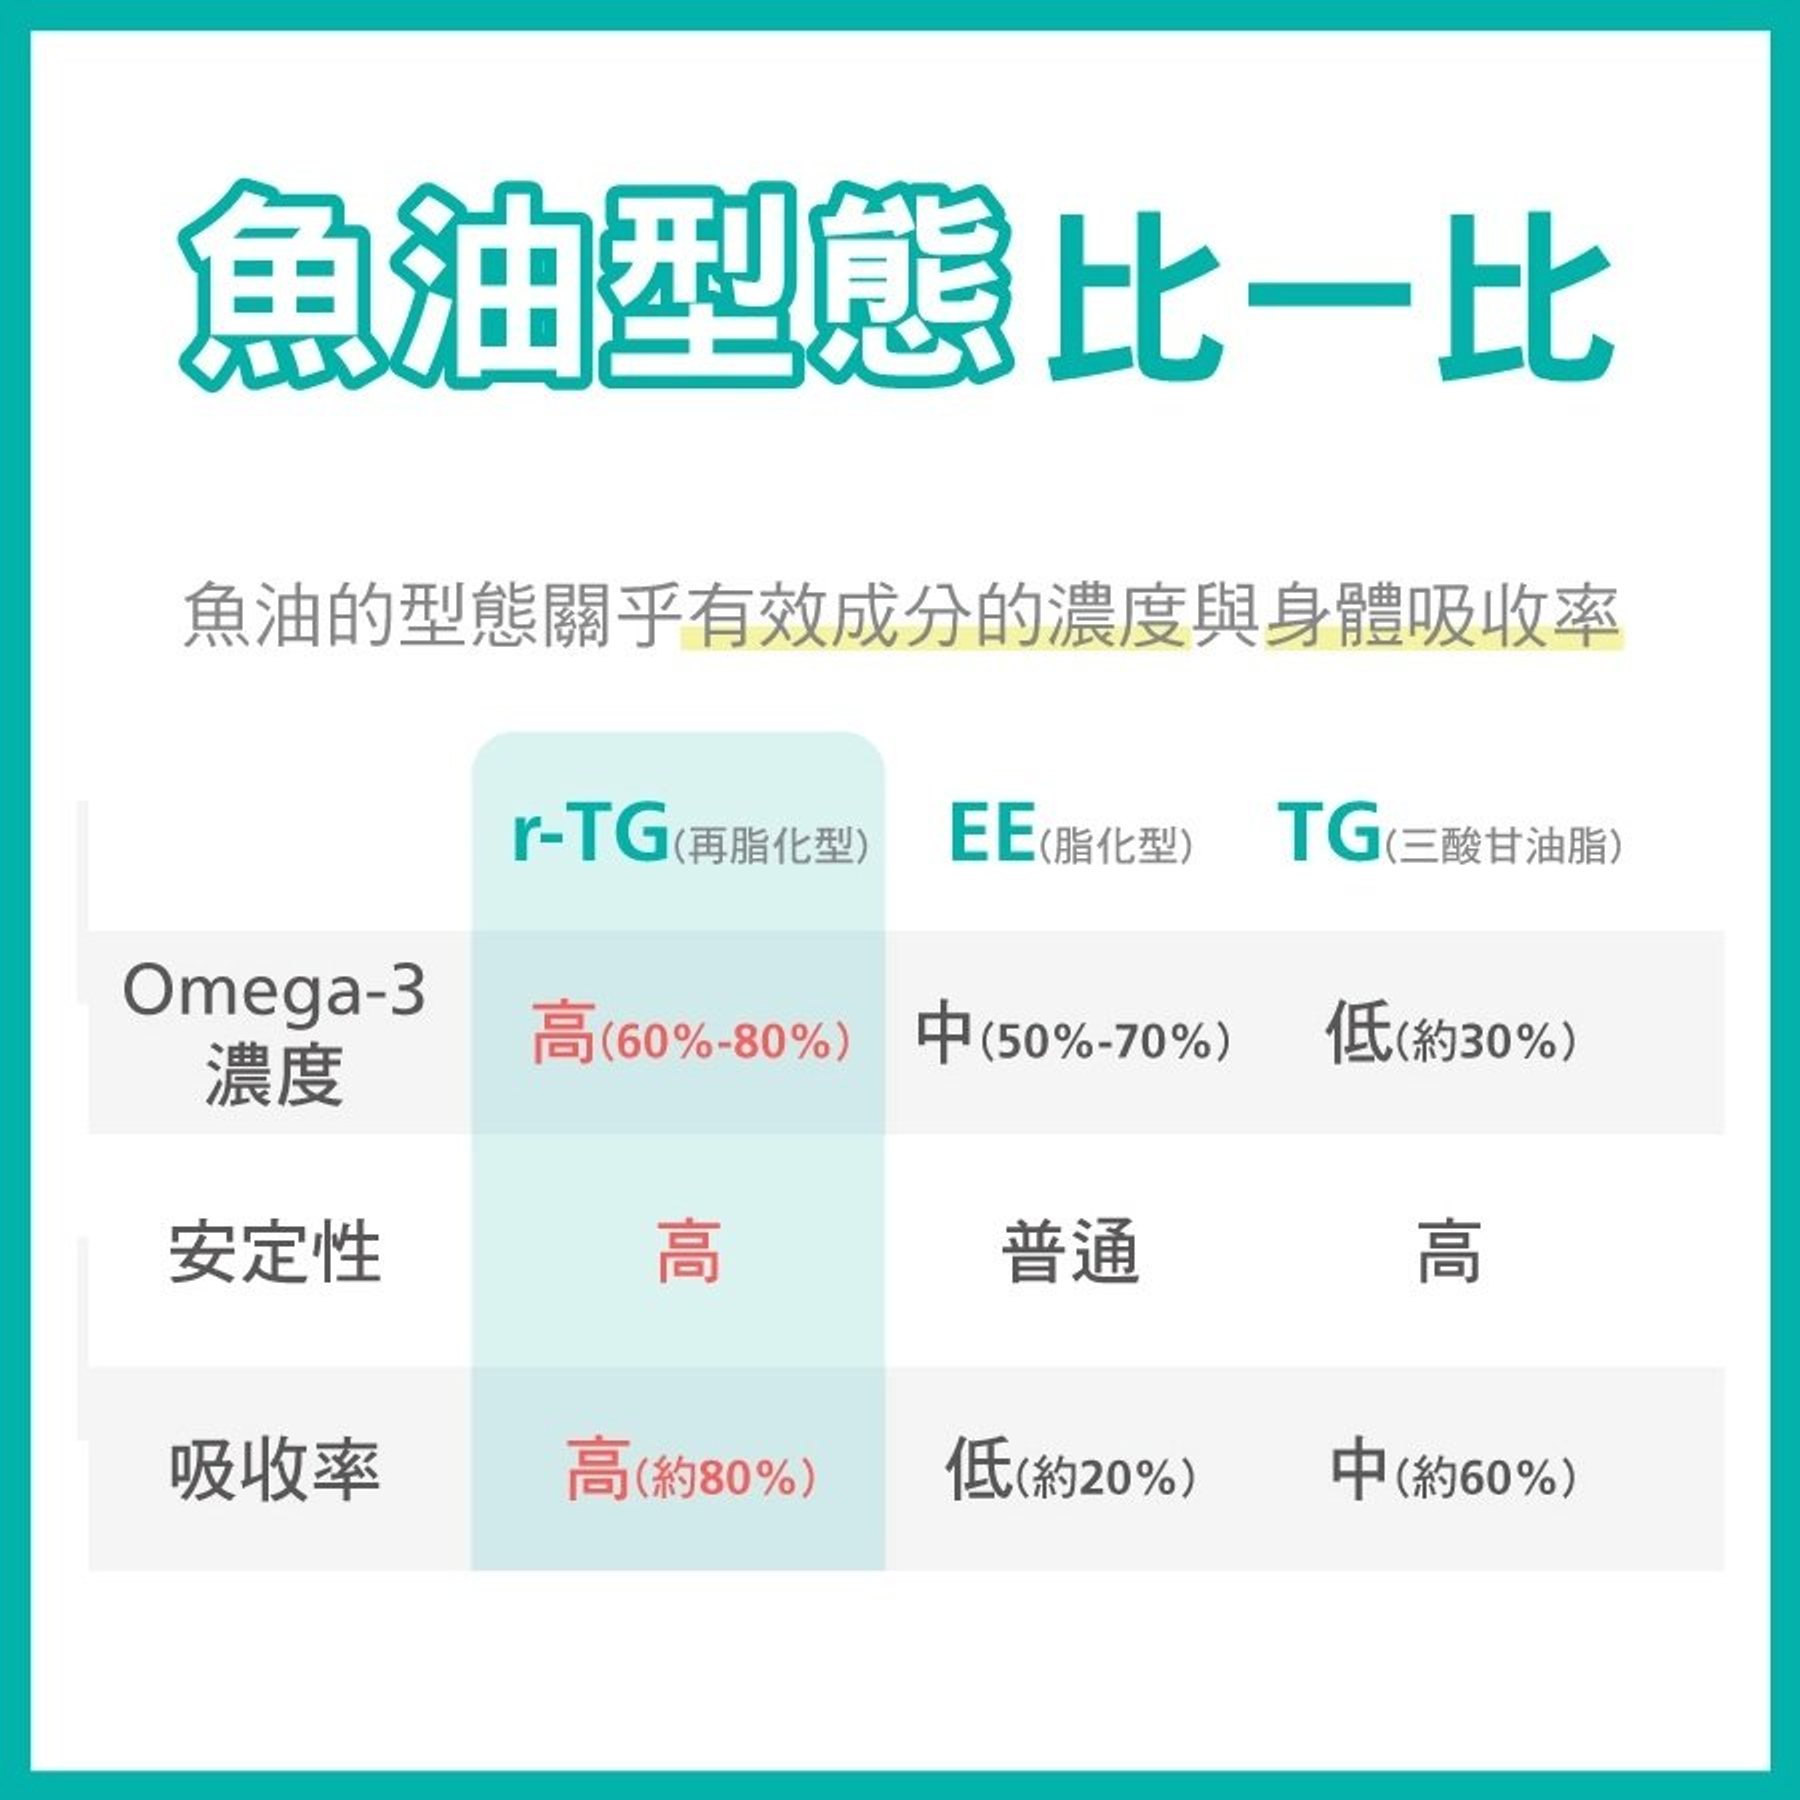 魚油型態比一比
魚油的型態關乎有效成分的濃度與身體吸收率
r-TG(再脂化型) EE(脂化型) TG(三酸甘油脂)
Omega-3
濃度 高(60%-80%) 中(50%-70%) 低(約30%)
安定性 高 普通 高
吸收率 高(約80%) 低(約20%) 中(約60%)